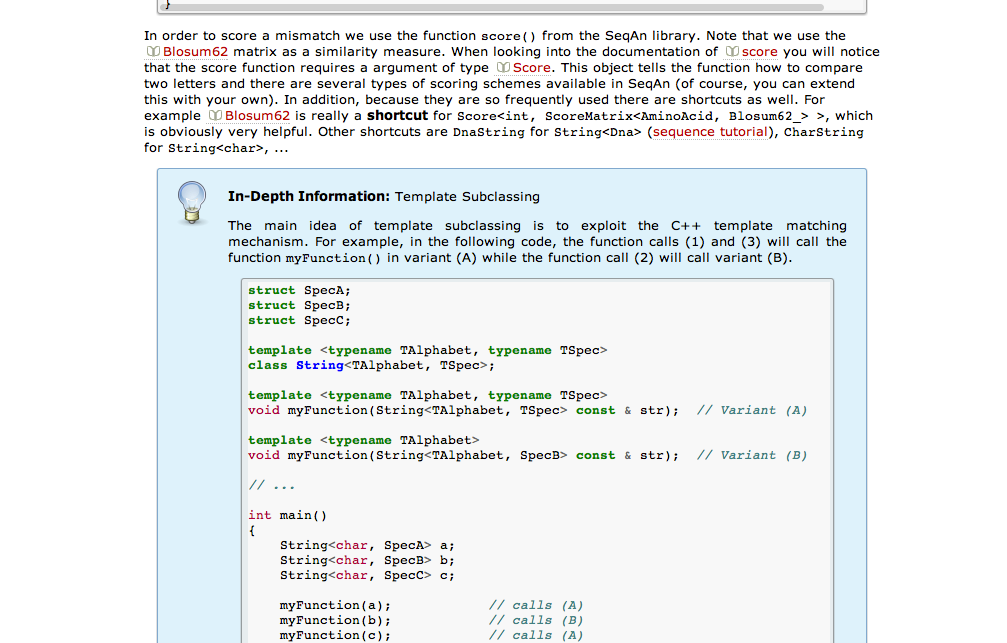 }
In order to score a mismatch we use the function score() from the SeqAn library. Note that we use the
Blosum62 matrix as a similarity measure. When looking into the documentation of score you will notice
that the score function requires a argument of type Score. This object tells the function how to compare
two letters and there are several types of scoring schemes available in SeqAn (of course, you can extend
this with your own). In addition, because they are so frequently used there are shortcuts as well. For
example Blosum62 is really a shortcut for Score<int, ScoreMatrix<AminoAcid, Blosum62_> >, which
is obviously very helpful. Other shortcuts are DnaString for String<Dna> (sequence tutorial), CharString
for String<char>, ...
In-Depth Information: Template Subclassing
The main idea of template subclassing is to exploit the C++ template matching
mechanism. For example, in the following code, the function calls (1) and (3) will call the
function myFunction() in variant (A) while the function call (2) will call variant (B).
struct SpecA;
struct SpecB;
struct SpecC;
template <typename TAlphabet, typename TSpec>
class String<TAlphabet, TSpec>;
template <typename TAlphabet, typename TSpec>
void myFunction(String<TAlphabet, TSpec> const & str);  // Variant (A)
template <typename TAlphabet>
void myFunction(String<TAlphabet, SpecB> const & str);  // Variant (B)
// ...
int main()
{
    String<char, SpecA> a;
    String<char, SpecB> b;
    String<char, SpecC> c;
    myFunction(a);            // calls (A)
    myFunction(b);            // calls (B)
    myFunction(c);            // calls (A)